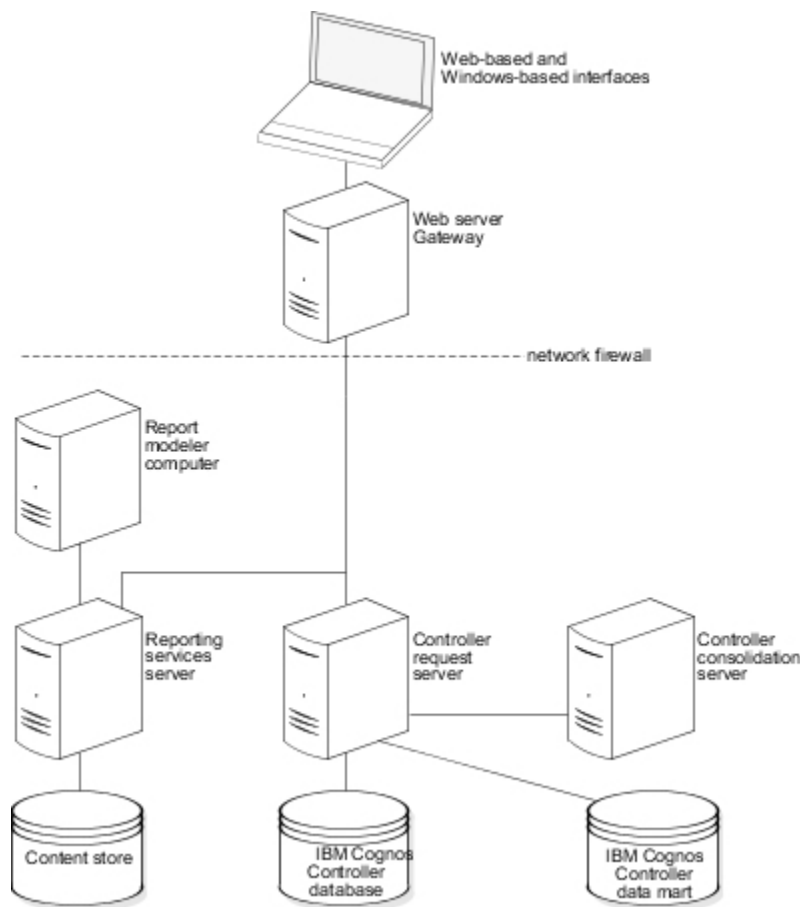 Web-based and
Windows-based interfaces
Web server
Gateway
network firewall
Report
modeler
computer
Reporting
services
server
Controller
request
server
Controller
consolidation
server
Content store
IBM Cognos
Controller
database
IBM Cognos
Controller
data mart